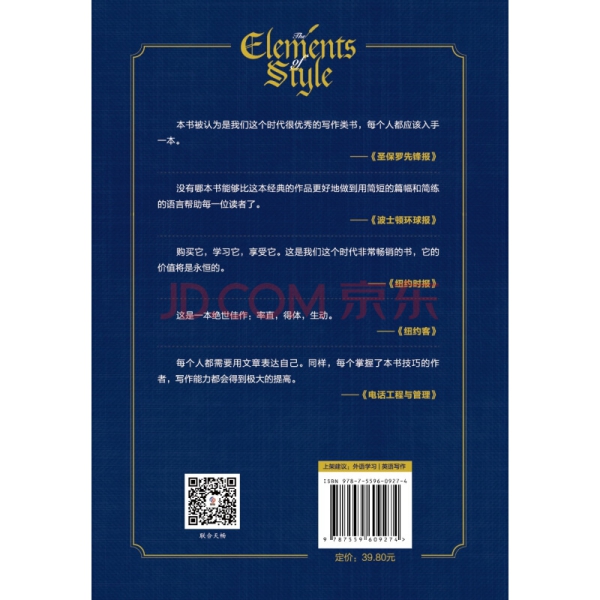 The
Elements
of
Style
本书被认为是我们这个时代很优秀的写作类书，每个人都应该入手
一本。
——《圣保罗先锋报》
没有哪本书能够比这本经典的作品更好地做到用简短的篇幅和简练
的语言帮助每一位读者了。
——《波士顿环球报》
购买它，学习它，享受它。这是我们这个时代非常畅销的书，它的
价值将是永恒的。
——《纽约时报》
JD.COM 京东
这是一本绝世佳作：率直，得体，生动。
——《纽约客》
每个人都需要用文章表达自己。同样，每个掌握了本书技巧的作
者，写作能力都会得到极大的提高。
——《电话工程与管理》
上架建议：外语学习|英语写作
ISBN 978-7-5596-0927-4
9 787559 609274 >
定价：39.80元
联合天畅